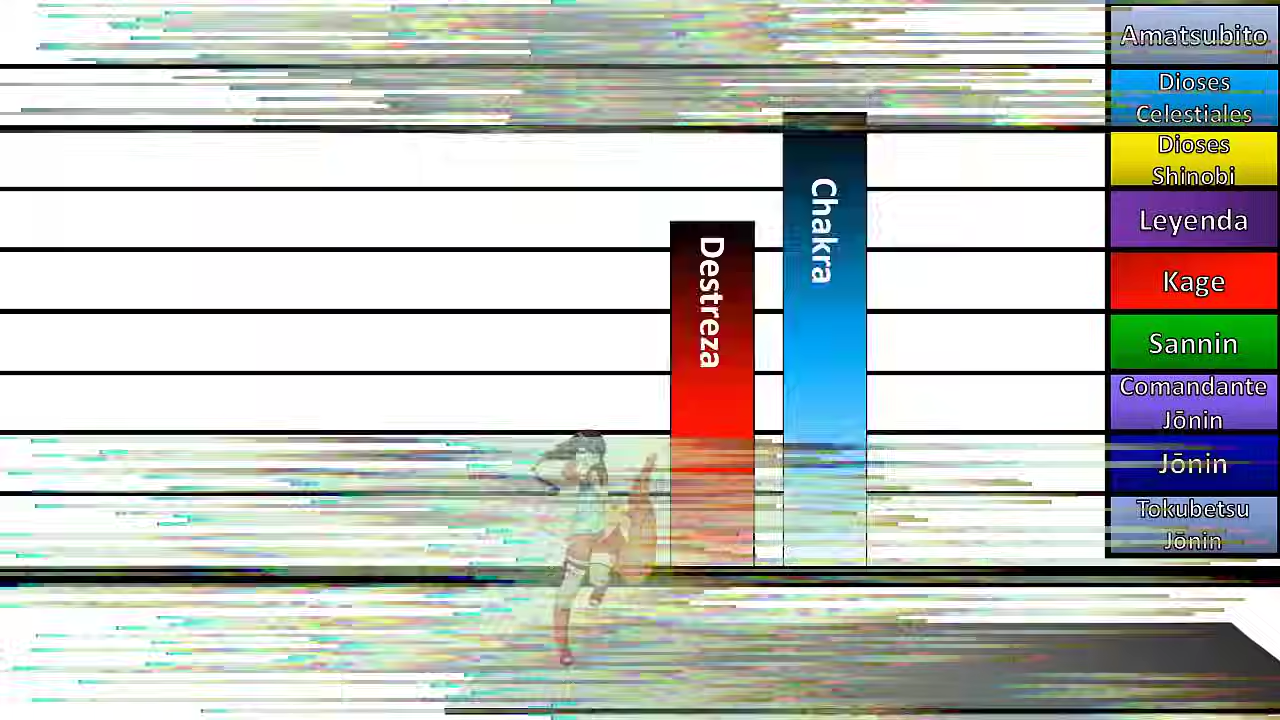 Amatsubito
Dioses
Celestiales
Dioses
Shinobi
Leyenda
Kage
Sannin
Comandante
Jōnin
Jōnin
Tokubetsu
Jōnin
Destreza
Chakra